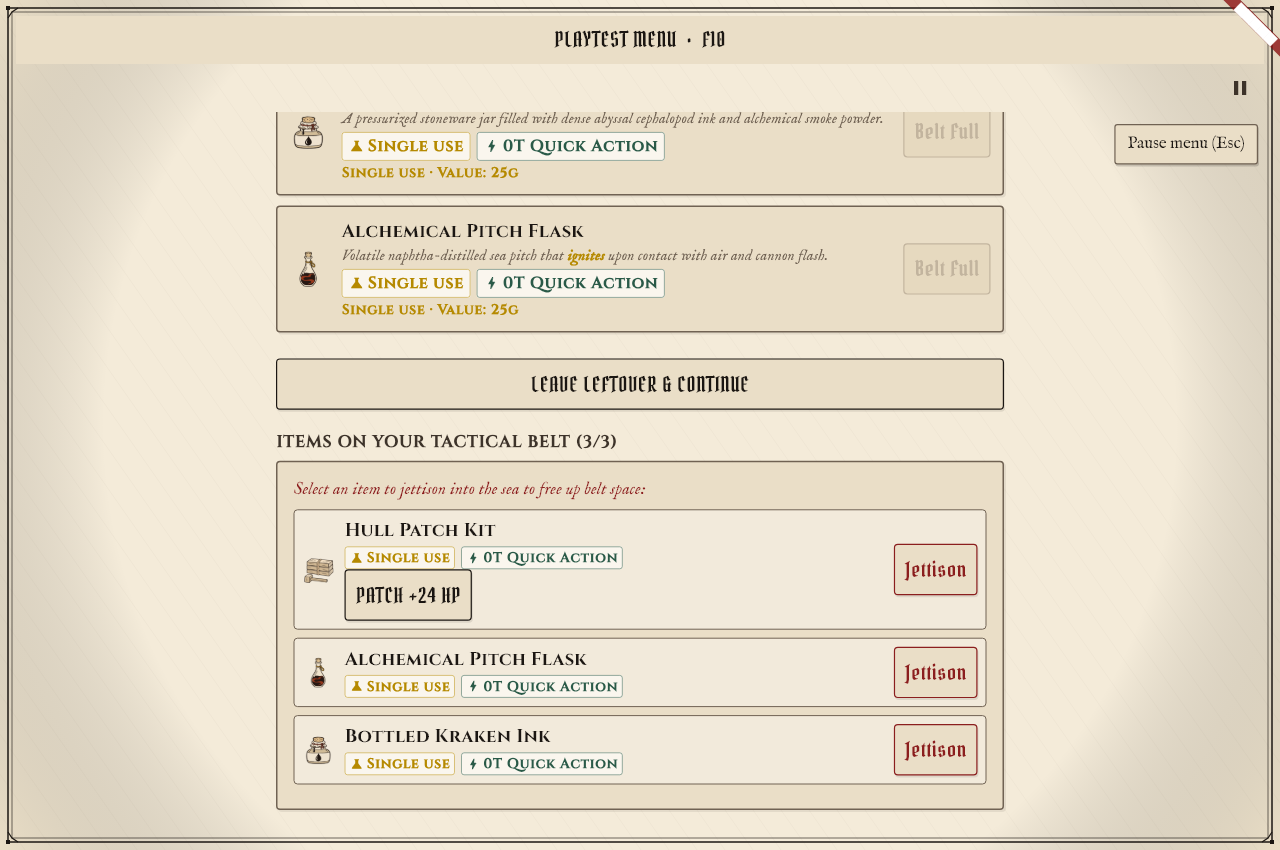 PLAYTEST MENU · F10
Pause menu (Esc)
A pressurized stoneware jar filled with dense abyssal cephalopod ink and alchemical smoke powder.
Single use
0T Quick Action
Single use · Value: 25g
Belt Full
Alchemical Pitch Flask
Volatile naphtha-distilled sea pitch that ignites upon contact with air and cannon flash.
Single use
0T Quick Action
Single use · Value: 25g
Belt Full
LEAVE LEFTOVER & CONTINUE
ITEMS ON YOUR TACTICAL BELT (3/3)
Select an item to jettison into the sea to free up belt space:
Hull Patch Kit
Single use
0T Quick Action
PATCH +24 HP
Jettison
Alchemical Pitch Flask
Single use
0T Quick Action
Jettison
Bottled Kraken Ink
Single use
0T Quick Action
Jettison